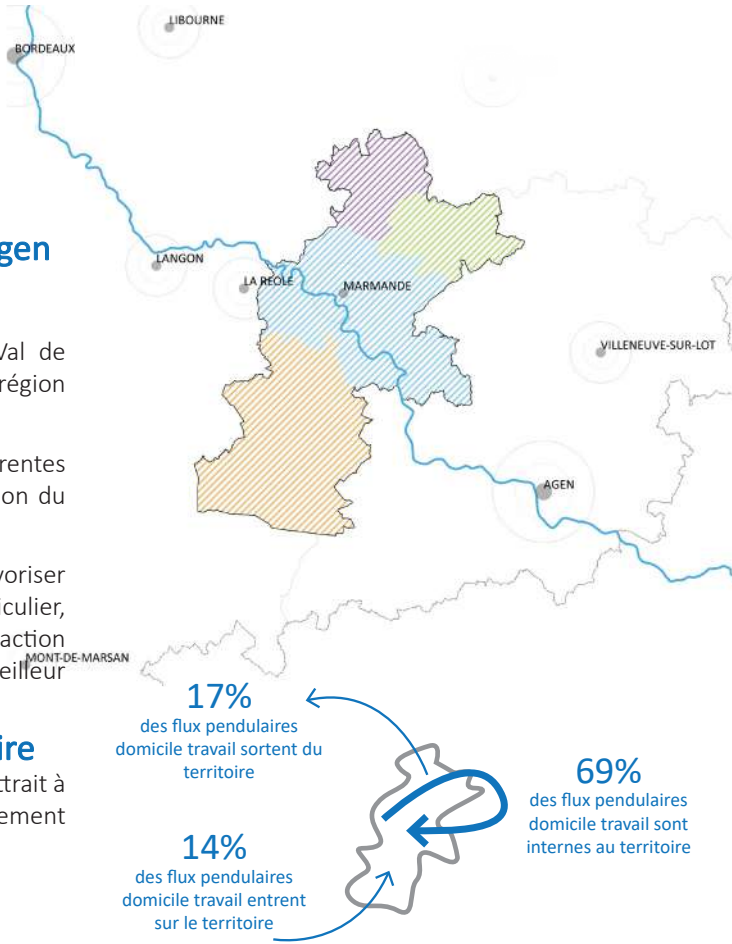 LIBOURNE
BORDEAUX
gen
LANGON
LA REOLE
MARMANDE
Val de
région
VILLENEUVE-SUR-LOT
rentes
on du
AGEN
voriser
iculier,
action
MONT-DE-MARSAN
eilleur
ire
ttrait à
ement
17%
des flux pendulaires
domicile travail sortent du
territoire
69%
des flux pendulaires
domicile travail sont
internes au territoire
14%
des flux pendulaires
domicile travail entrent
sur le territoire